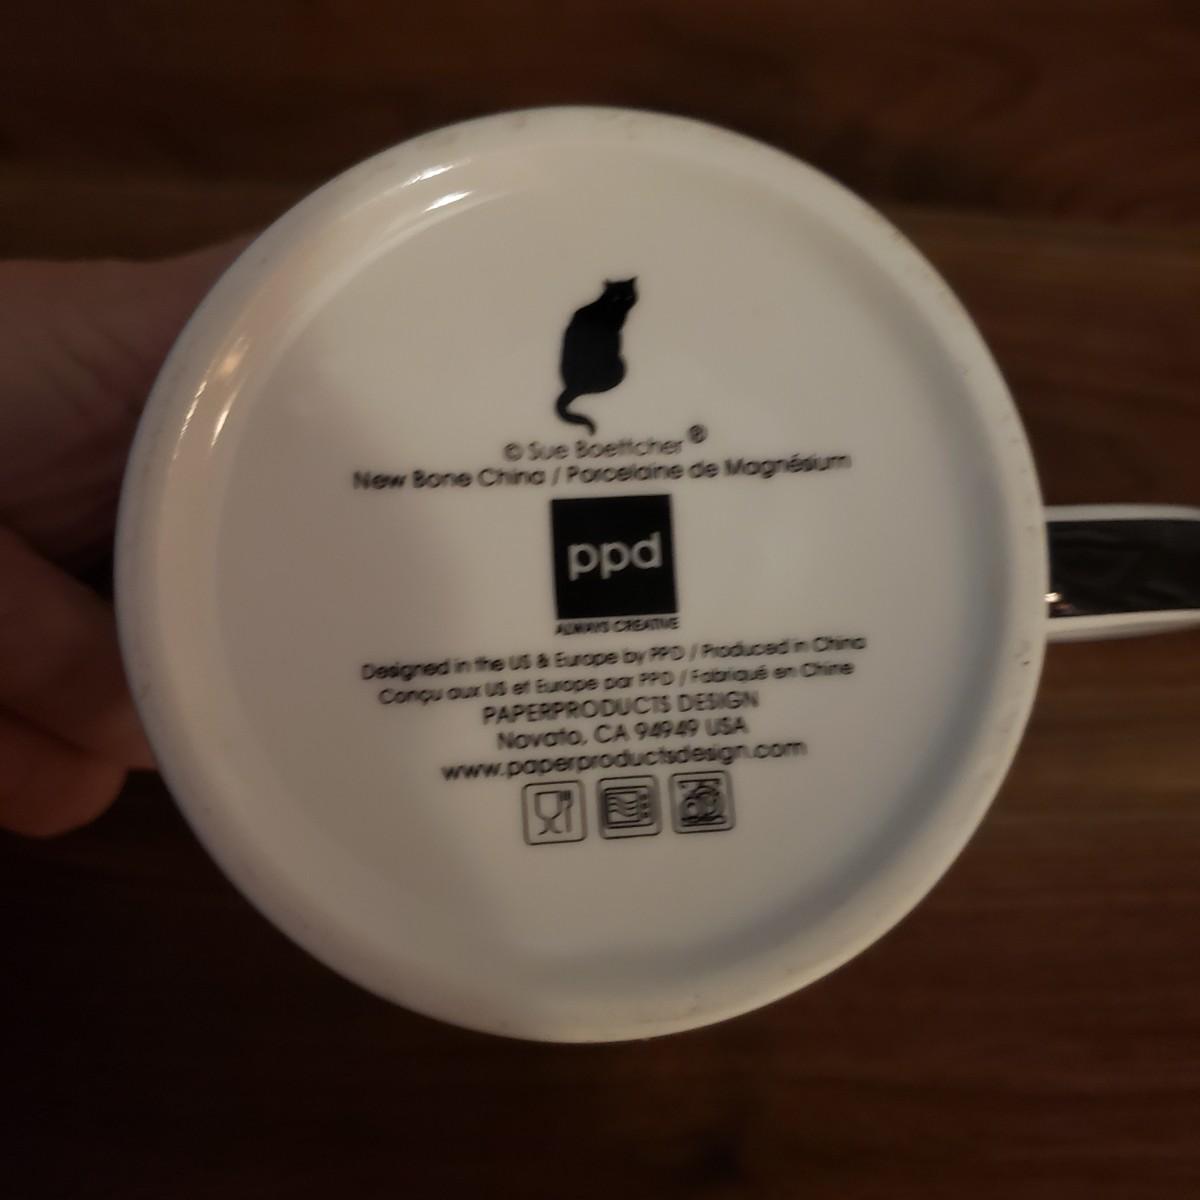 © Sue Boettcher ®
New Bone China / Porcelaine de Magnésium
ppd
ALWAYS CREATIVE
Designed in the US & Europe by PPD / Produced in China
Conçu aux US et Europe par PPD / Fabriqué en Chine
PAPERPRODUCTS DESIGN
Novato, CA 94949 USA
www.paperproductsdesign.com